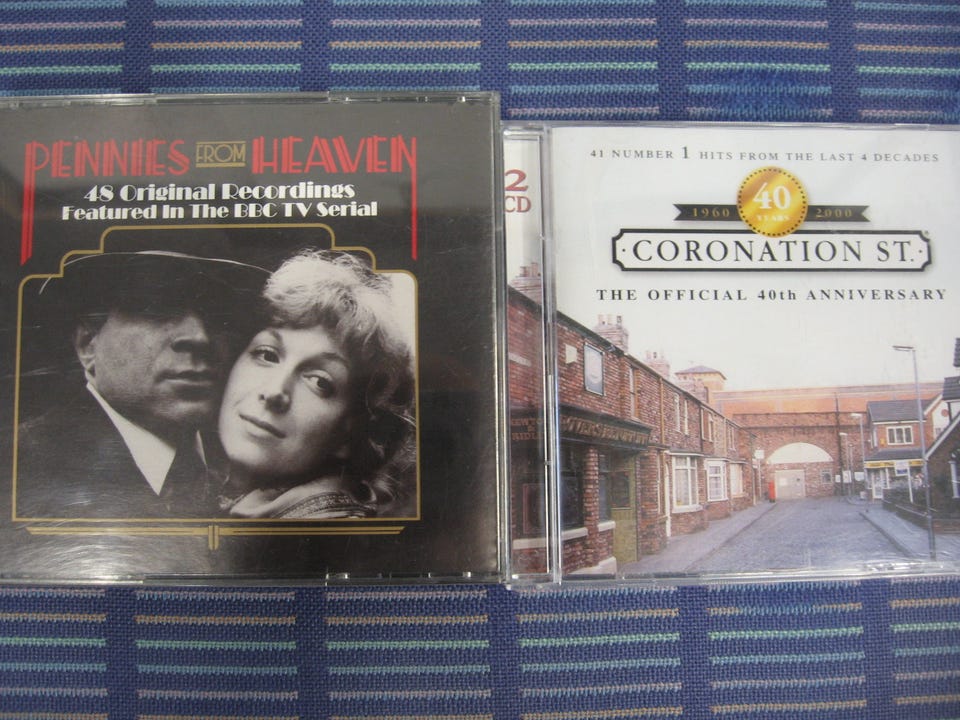 PENNIES FROM HEAVEN
48 Original Recordings
Featured In The BBC TV Serial
2
CD
41 NUMBER 1 HITS FROM THE LAST 4 DECADES
1960 40 2000
YEARS
CORONATION ST.
THE OFFICIAL 40th ANNIVERSARY